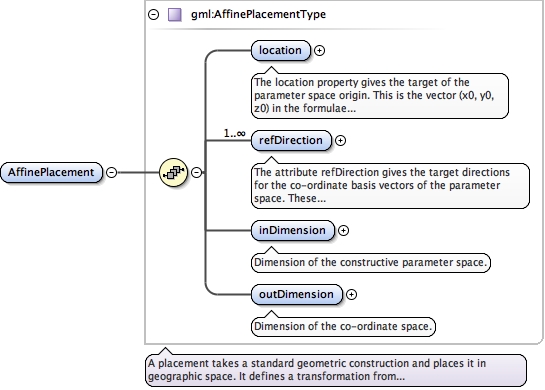 gml:AffinePlacementType
location
The location property gives the target of the
parameter space origin. This is the vector (x0, y0,
z0) in the formulae...
1..∞
refDirection
The attribute refDirection gives the target directions
for the co-ordinate basis vectors of the parameter
space. These...
AffinePlacement
inDimension
Dimension of the constructive parameter space.
outDimension
Dimension of the co-ordinate space.
A placement takes a standard geometric construction and places it in
geographic space. It defines a transformation from...